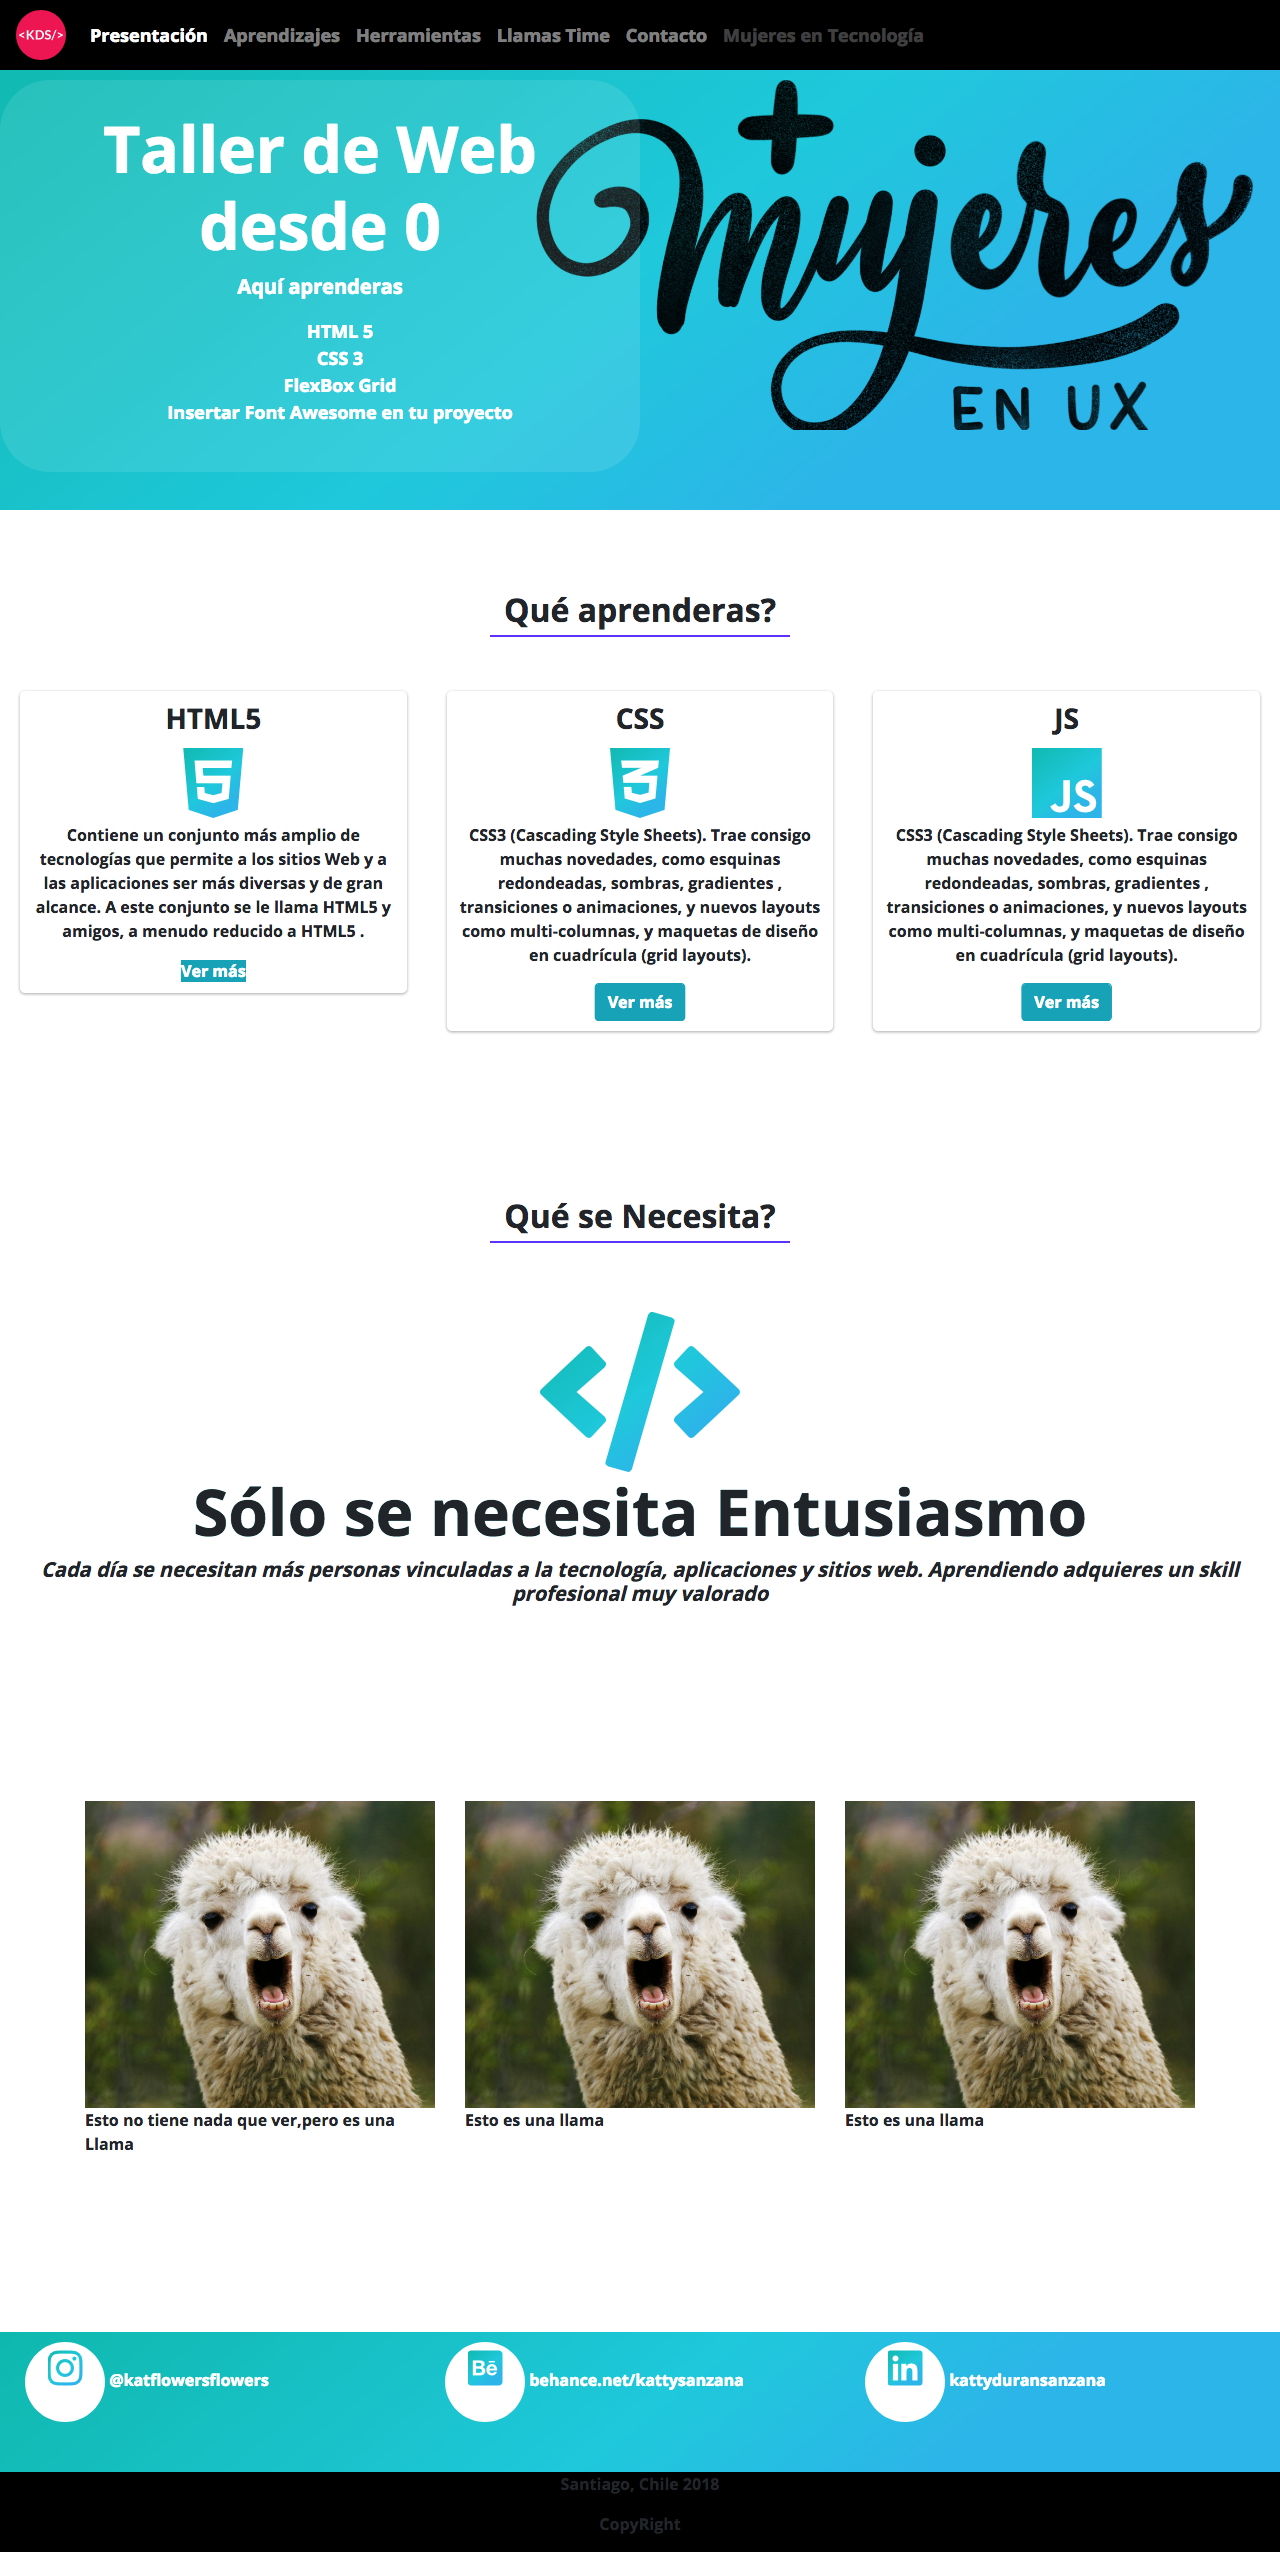 <KDS/>
Presentación Aprendizajes Herramientas Llamas Time Contacto Mujeres en Tecnología
Taller de Web
desde 0
Aquí aprenderas
HTML 5
CSS 3
FlexBox Grid
Insertar Font Awesome en tu proyecto
+
mujeres
EN UX
Qué aprenderas?
HTML5
5
Contiene un conjunto más amplio de
tecnologías que permite a los sitios Web y a
las aplicaciones ser más diversas y de gran
alcance. A este conjunto se le llama HTML5 y
amigos, a menudo reducido a HTML5 .
Ver más
CSS
3
CSS3 (Cascading Style Sheets). Trae consigo
muchas novedades, como esquinas
redondeadas, sombras, gradientes ,
transiciones o animaciones, y nuevos layouts
como multi-columnas, y maquetas de diseño
en cuadrícula (grid layouts).
Ver más
JS
JS
CSS3 (Cascading Style Sheets). Trae consigo
muchas novedades, como esquinas
redondeadas, sombras, gradientes ,
transiciones o animaciones, y nuevos layouts
como multi-columnas, y maquetas de diseño
en cuadrícula (grid layouts).
Ver más
Qué se Necesita?
</>
Sólo se necesita Entusiasmo
Cada día se necesitan más personas vinculadas a la tecnología, aplicaciones y sitios web. Aprendiendo adquieres un skill
profesional muy valorado
Esto no tiene nada que ver,pero es una
Llama
Esto es una llama
Esto es una llama
@katflowersflowers
Bē
behance.net/kattysanzana
in
kattyduransanzana
Santiago, Chile 2018
CopyRight